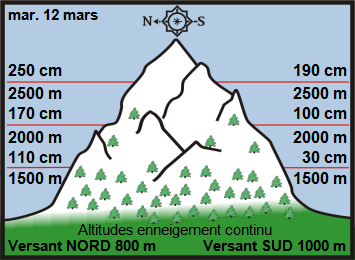 mar. 12 mars
N S
250 cm 190 cm
2500 m 2500 m
170 cm 100 cm
2000 m 2000 m
110 cm 30 cm
1500 m 1500 m
Altitudes enneigement continu
Versant NORD 800 m Versant SUD 1000 m